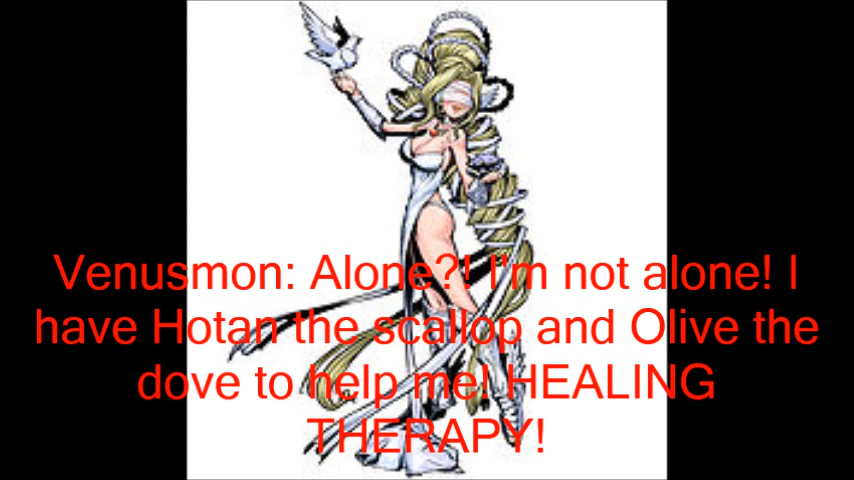 Venusmon: Alone?! I'm not alone! I
have Hotan the scallop and Olive the
dove to help me! HEALING
THERAPY!